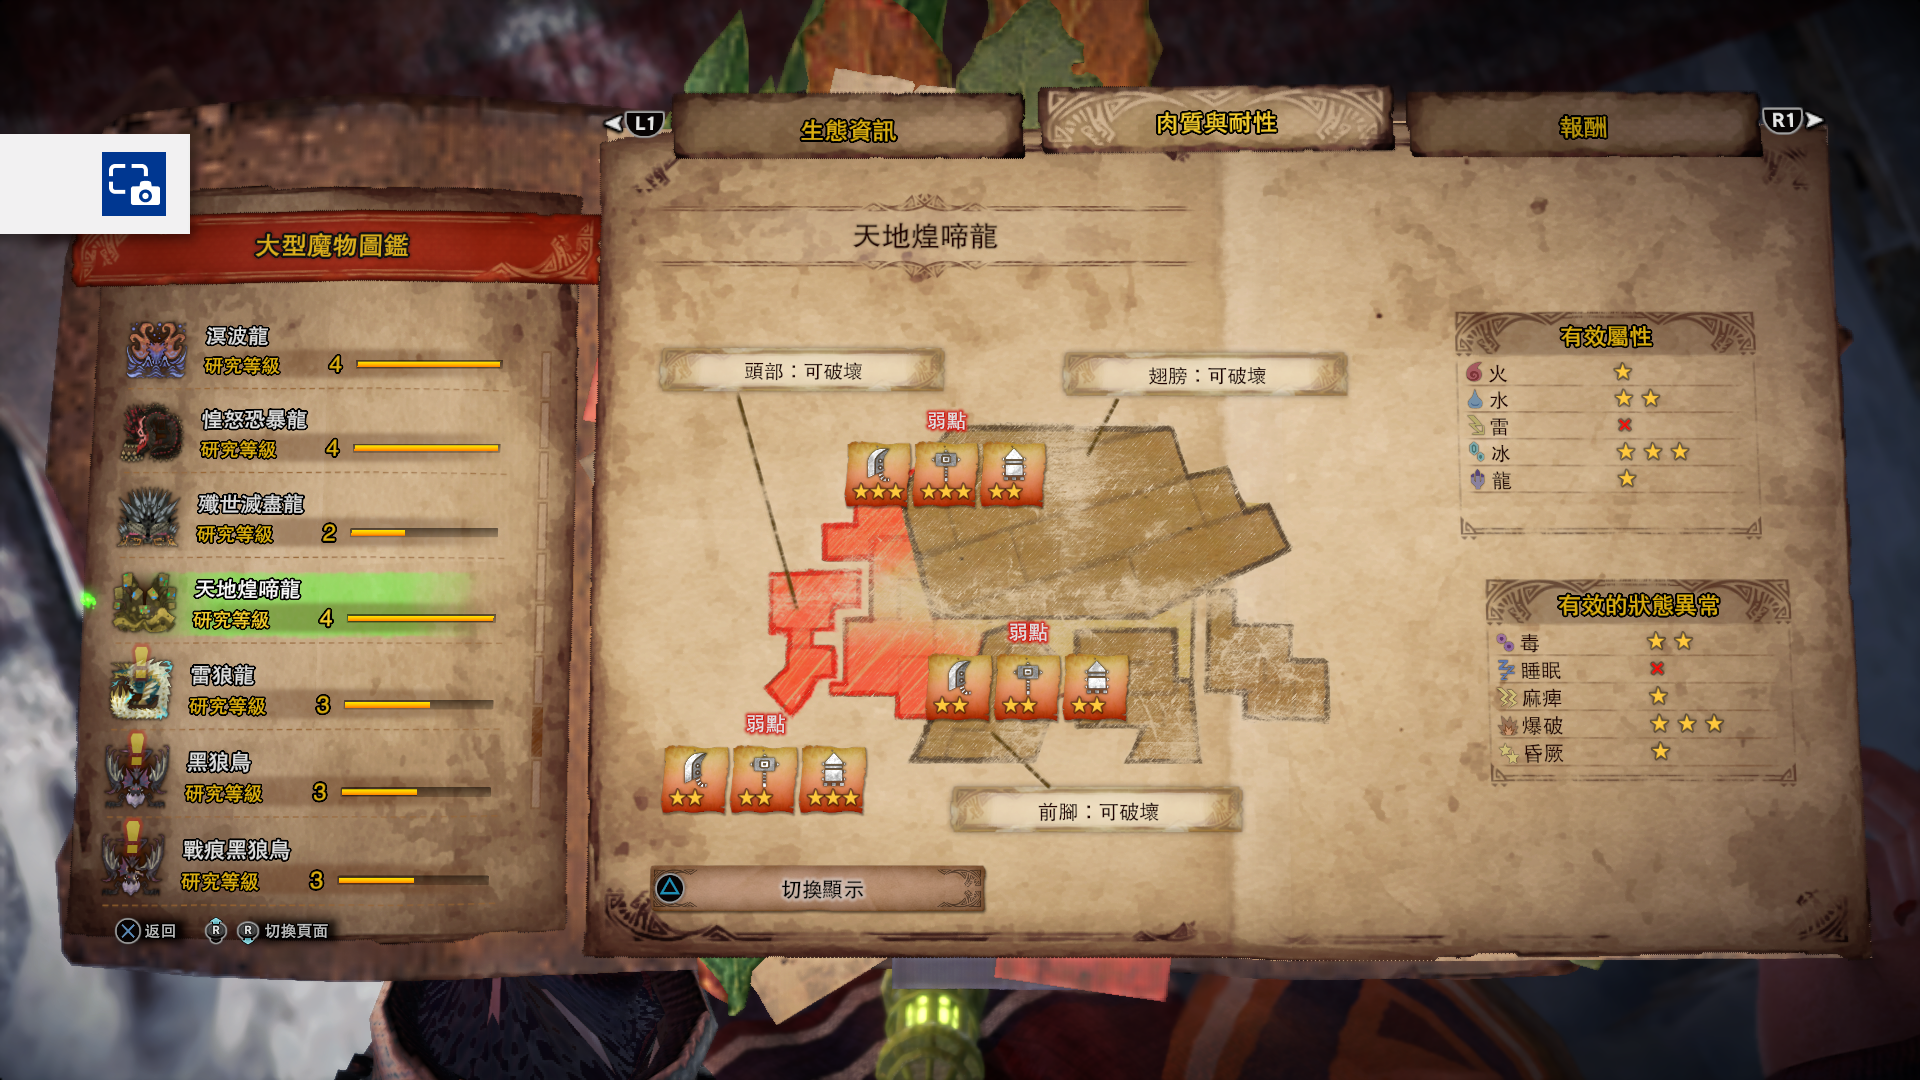 L1
生態資訊
肉質與耐性
報酬
R1
大型魔物圖鑑
溟波龍
研究等級 4
惶怒恐暴龍
研究等級 4
殲世滅盡龍
研究等級 2
天地煌啼龍
研究等級 4
雷狼龍
研究等級 3
黑狼鳥
研究等級 3
戰痕黑狼鳥
研究等級 3
返回
R
R
切換頁面
天地煌啼龍
頭部：可破壞
翅膀：可破壞
弱點
弱點
弱點
前腳：可破壞
切換顯示
有效屬性
火
水
雷
冰
龍
有效的狀態異常
毒
睡眠
麻痺
爆破
昏厥